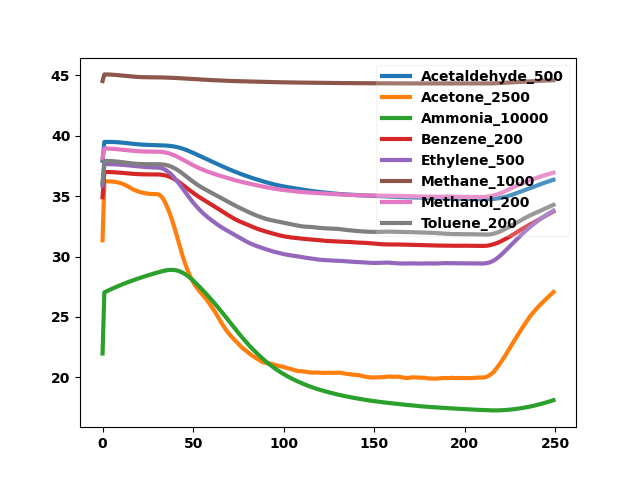 45
40
35
30
25
20
0 50 100 150 200 250
Acetaldehyde_500
Acetone_2500
Ammonia_10000
Benzene_200
Ethylene_500
Methane_1000
Methanol_200
Toluene_200